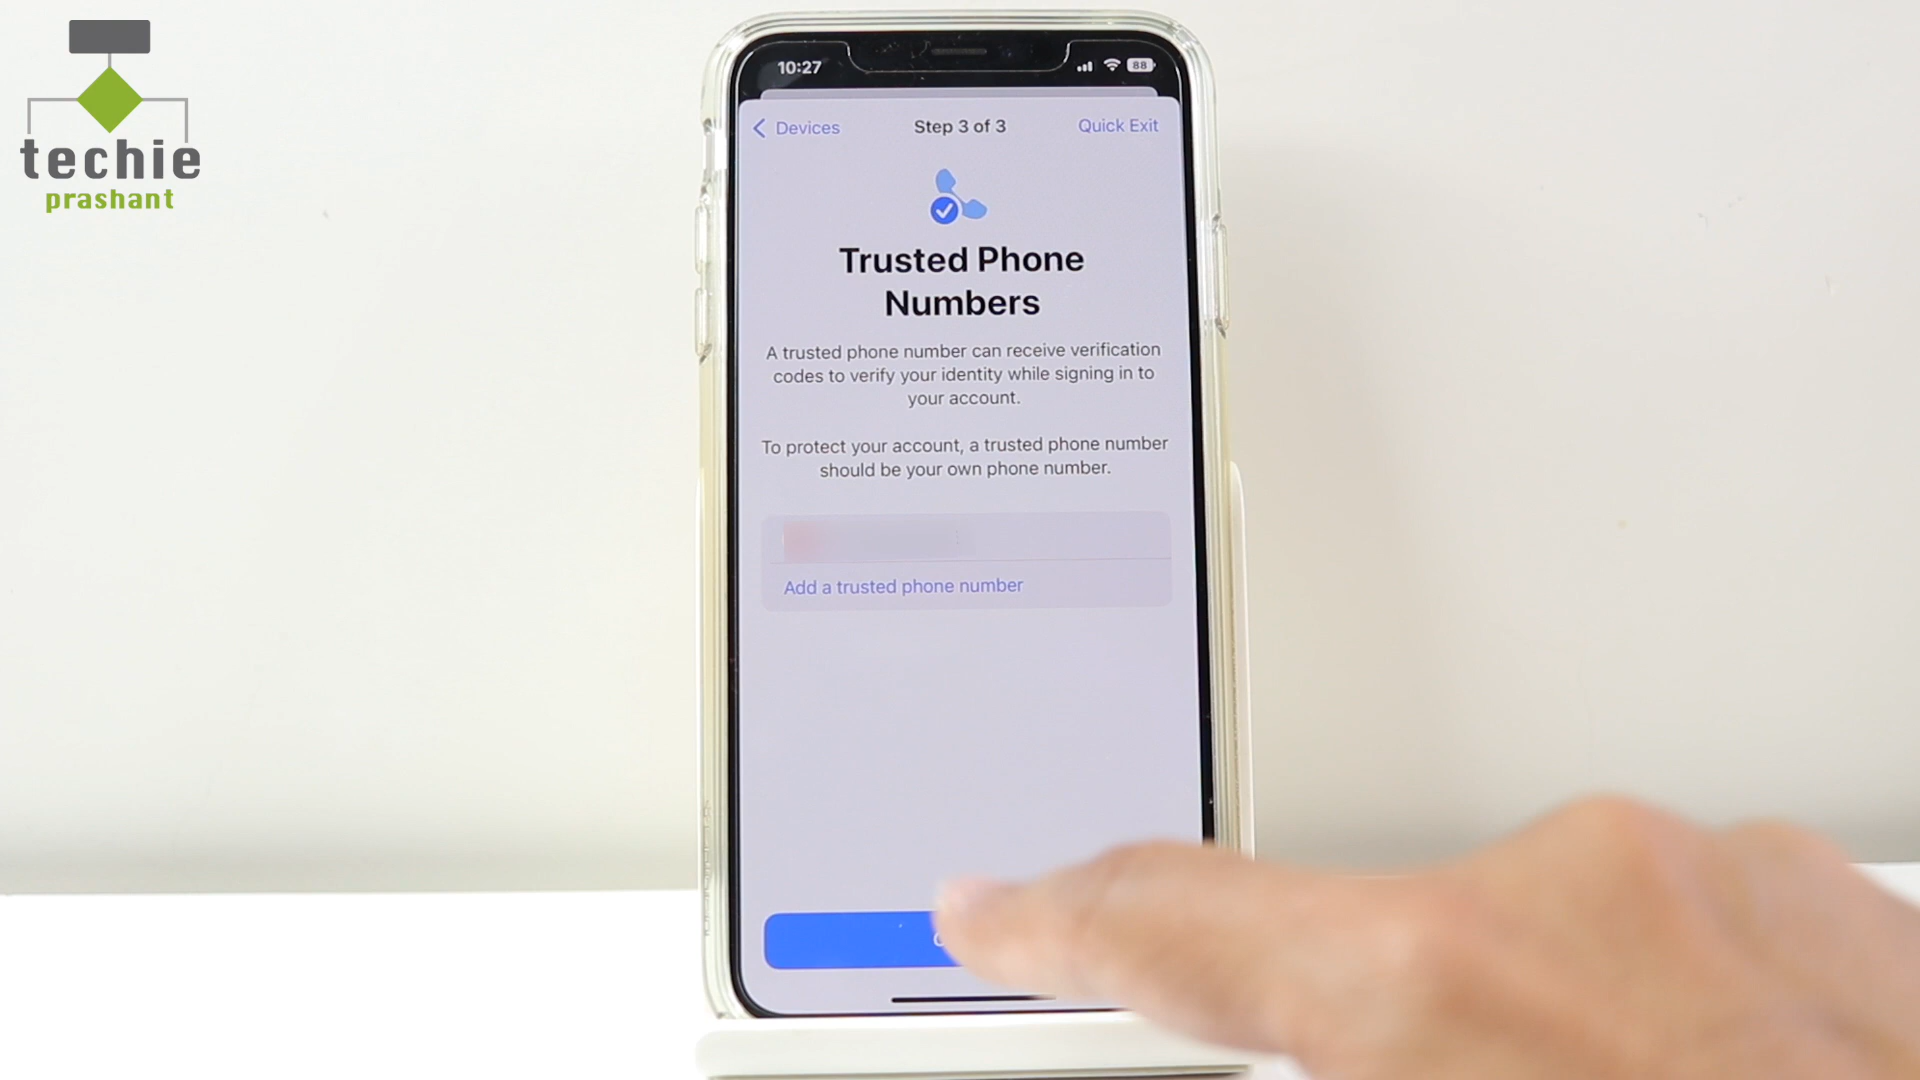 techie
prashant
10:27
88
Devices
Step 3 of 3
Quick Exit
Trusted Phone
Numbers
A trusted phone number can receive verification
codes to verify your identity while signing in to
your account.
To protect your account, a trusted phone number
should be your own phone number.
Add a trusted phone number